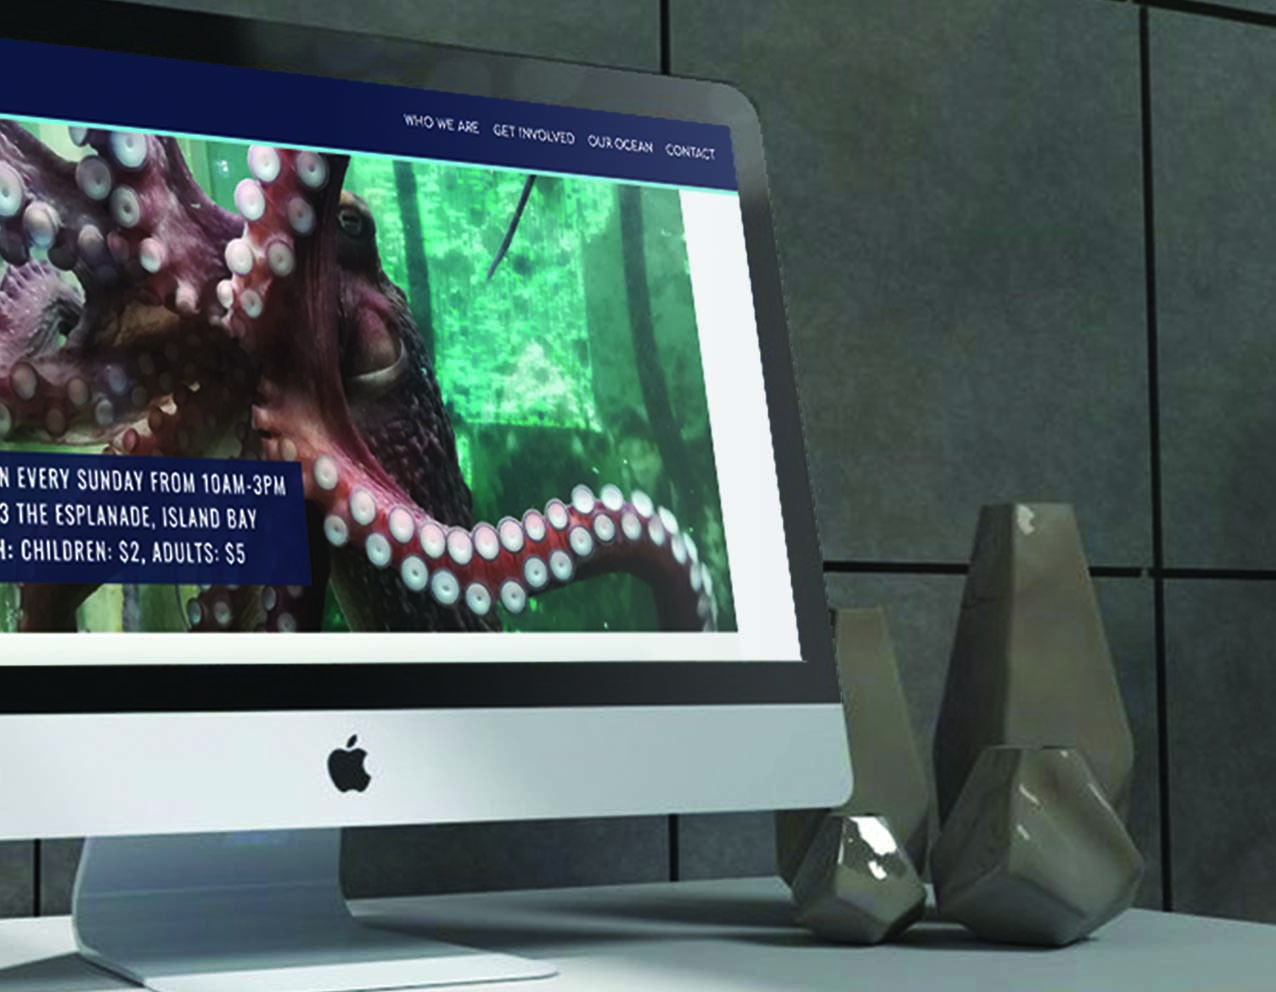 WHO WE ARE GET INVOLVED OUR OCEAN CONTACT
N EVERY SUNDAY FROM 10AM-3PM
3 THE ESPLANADE, ISLAND BAY
H: CHILDREN: $2, ADULTS: $5